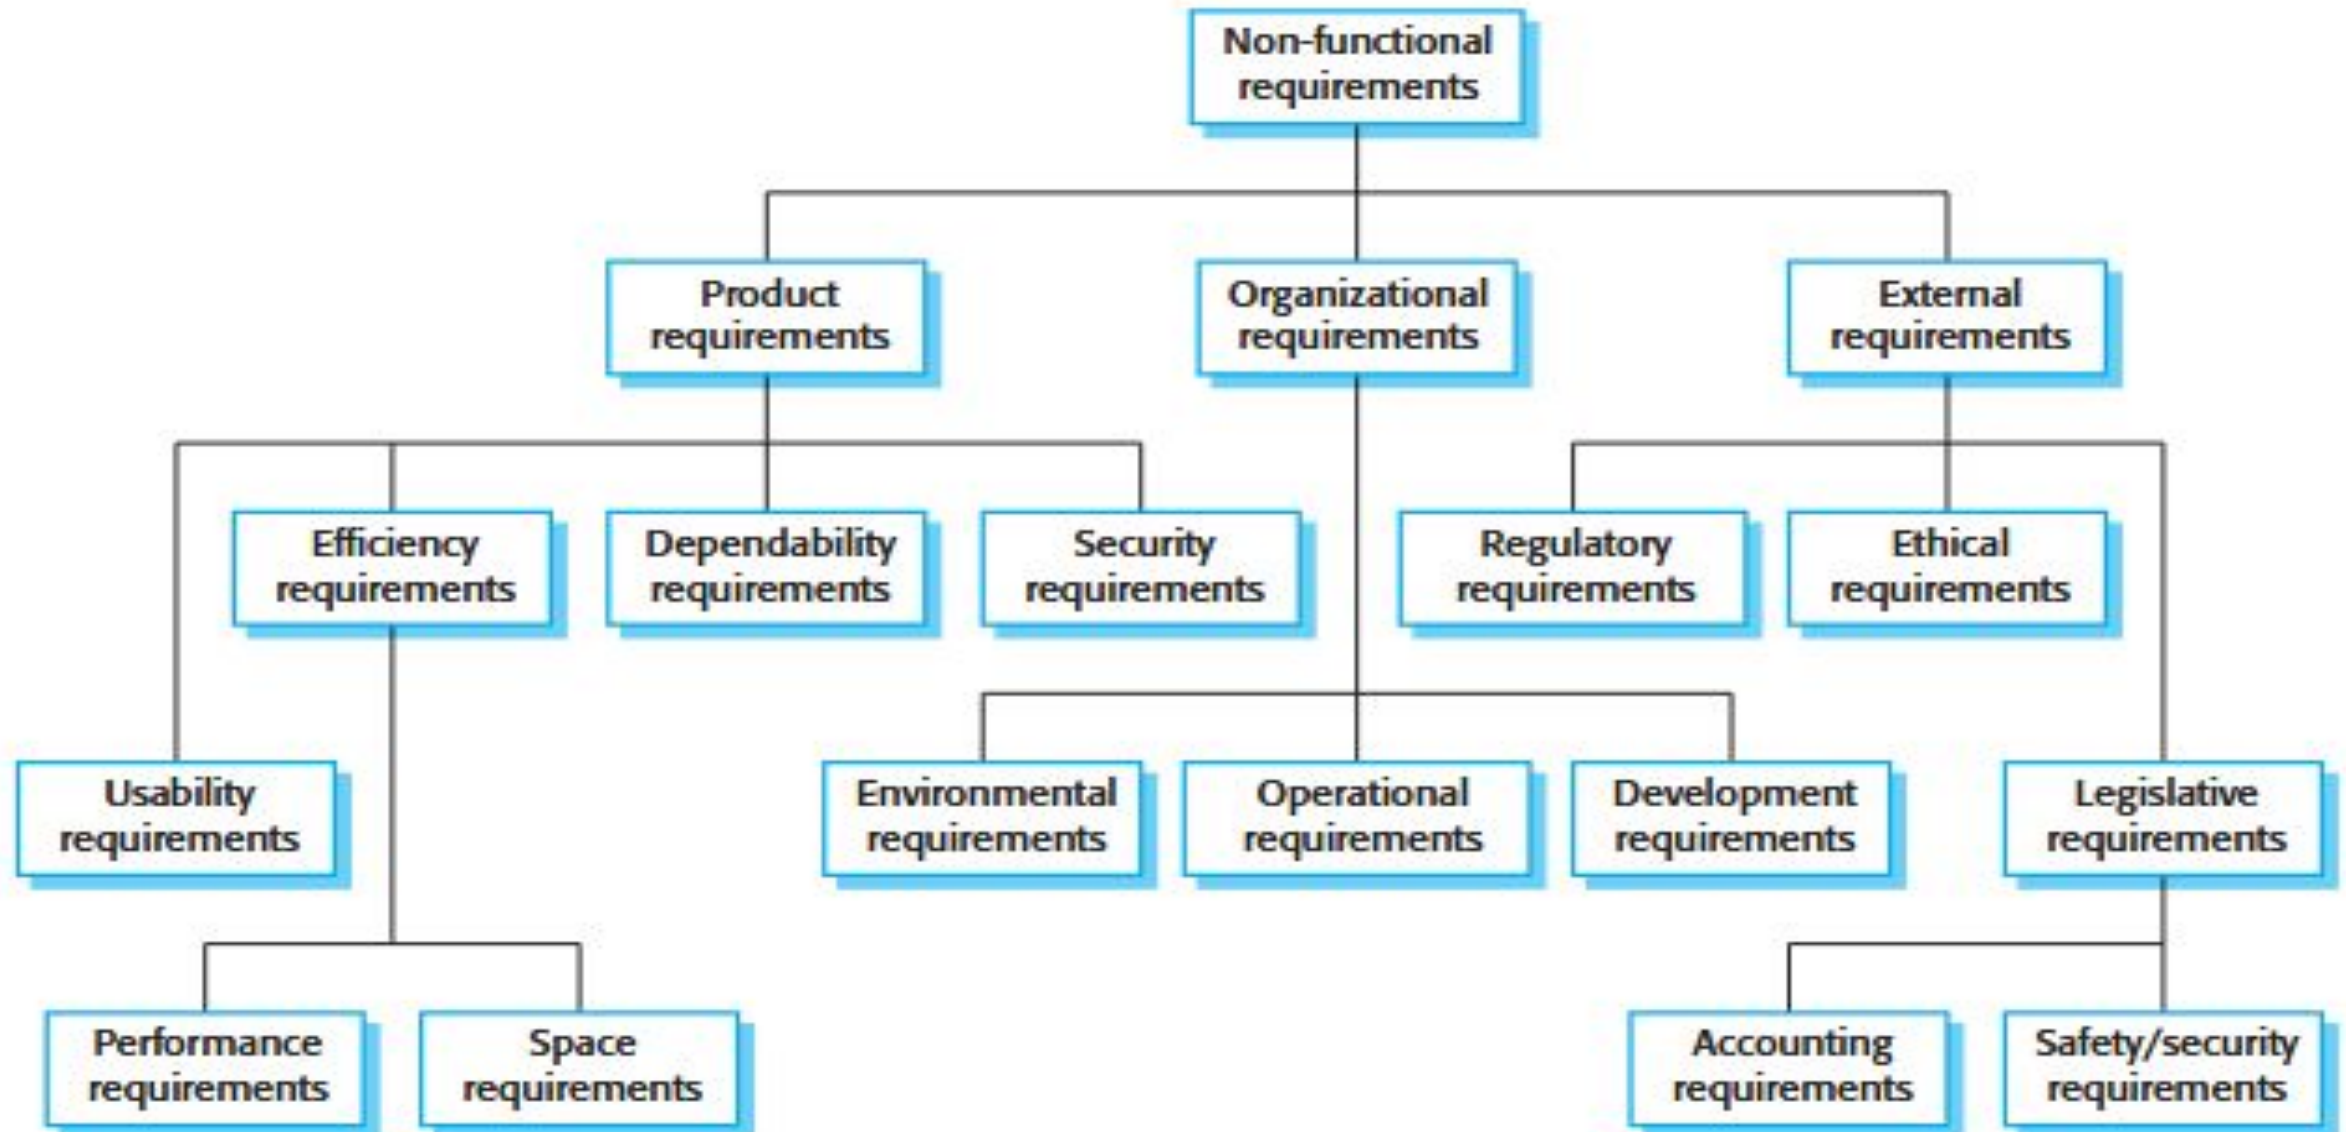 Non-functional
requirements
Product
requirements
Organizational
requirements
External
requirements
Efficiency
requirements
Dependability
requirements
Security
requirements
Regulatory
requirements
Ethical
requirements
Usability
requirements
Environmental
requirements
Operational
requirements
Development
requirements
Legislative
requirements
Performance
requirements
Space
requirements
Accounting
requirements
Safety/security
requirements